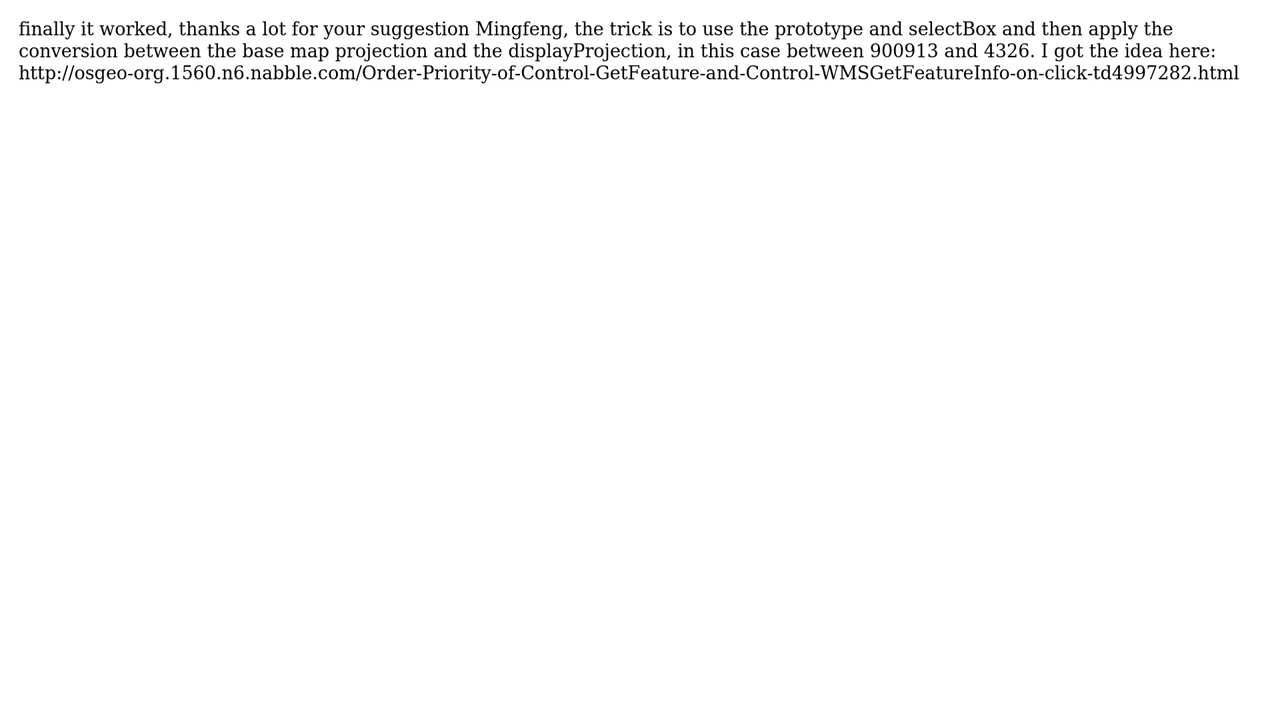 finally it worked, thanks a lot for your suggestion Mingfeng, the trick is to use the prototype and selectBox and then apply the
conversion between the base map projection and the displayProjection, in this case between 900913 and 4326. I got the idea here:
http://osgeo-org.1560.n6.nabble.com/Order-Priority-of-Control-GetFeature-and-Control-WMSGetFeatureInfo-on-click-td4997282.html